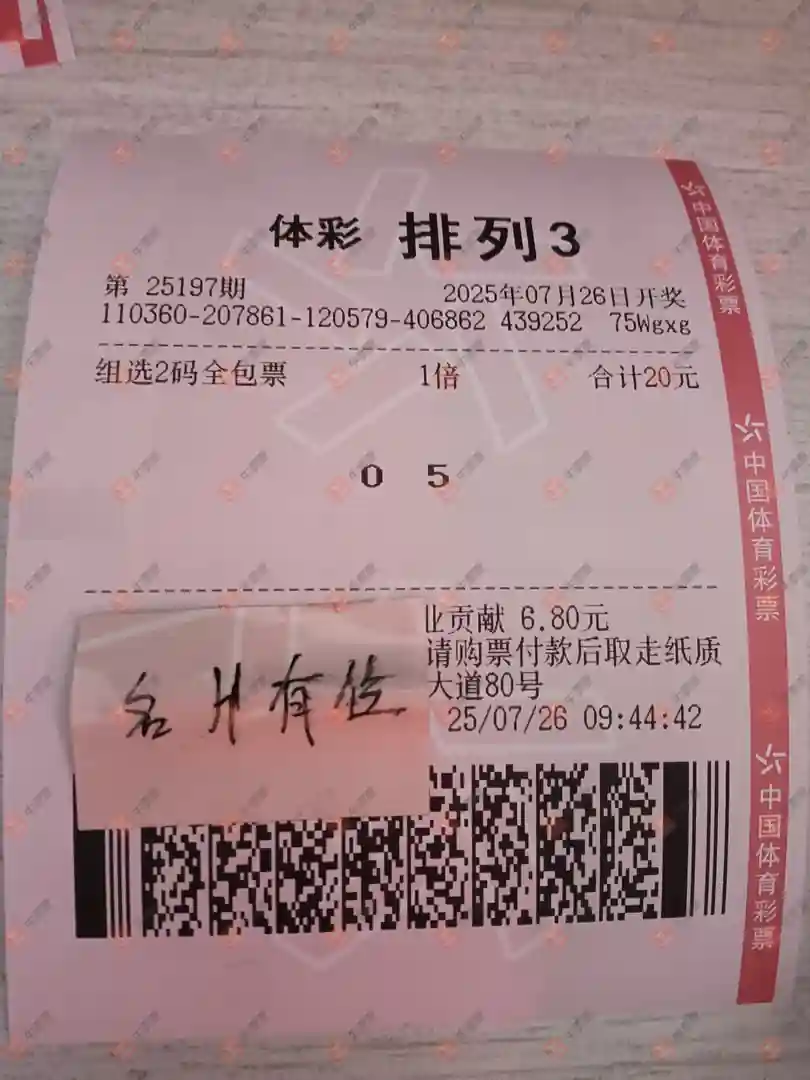 体彩 排列3
第 25197期 2025年07月26日开奖
110360-207861-120579-406862 439252 75Wgxg
组选2码全包票 1倍 合计20元
0 5
业贡献 6.80元
请购票付款后取走纸质
大道80号
25/07/26 09:44:42
名片有位
中国体育彩票
中国体育彩票
中国体育彩票